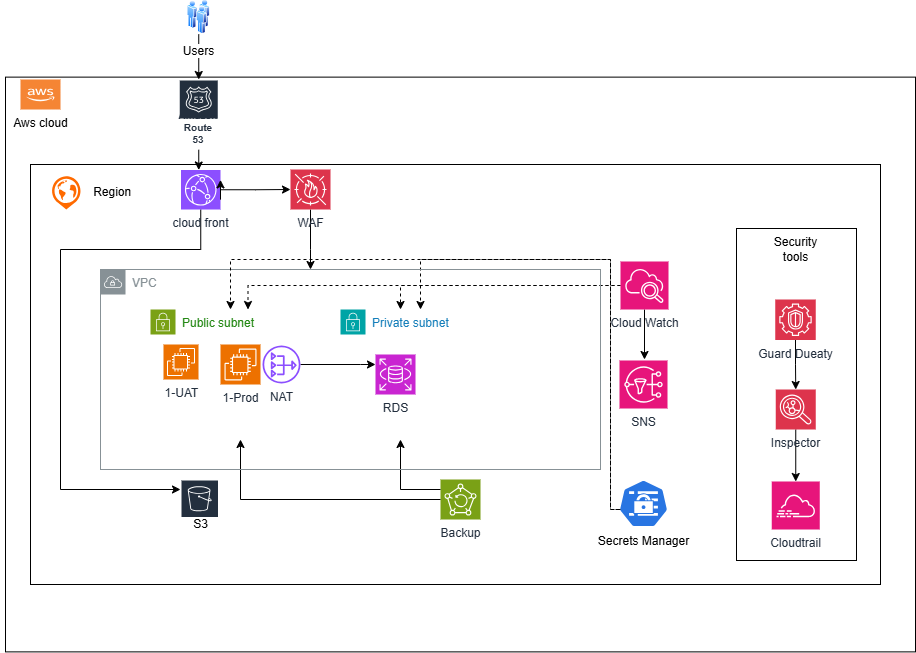 Users
aws
Aws cloud
53
Route
53
Region
cloud front
WAF
Security
tools
VPC
Public subnet
Private subnet
Cloud Watch
Guard Dueaty
1-UAT
1-Prod
NAT
RDS
SNS
Inspector
S3
Backup
Secrets Manager
Cloudtrail